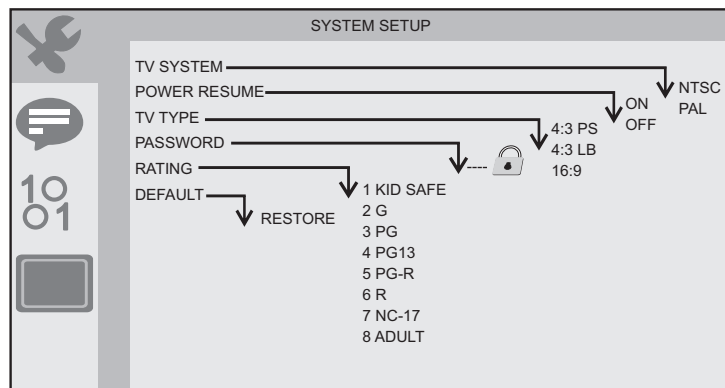 SYSTEM SETUP
TV SYSTEM
NTSC
PAL
POWER RESUME
ON
OFF
TV TYPE
4:3 PS
4:3 LB
16:9
PASSWORD
----
RATING
1 KID SAFE
2 G
3 PG
4 PG13
5 PG-R
6 R
7 NC-17
8 ADULT
DEFAULT
RESTORE
10
01